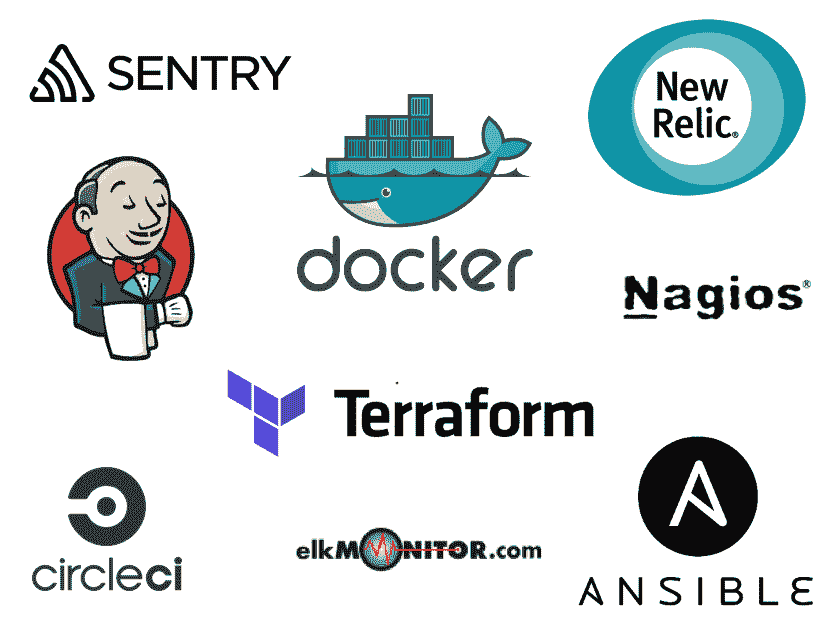 SENTRY
New
Relic®
docker
Nagios®
Terraform
circleci
elkMONITOR.com
ANSIBLE